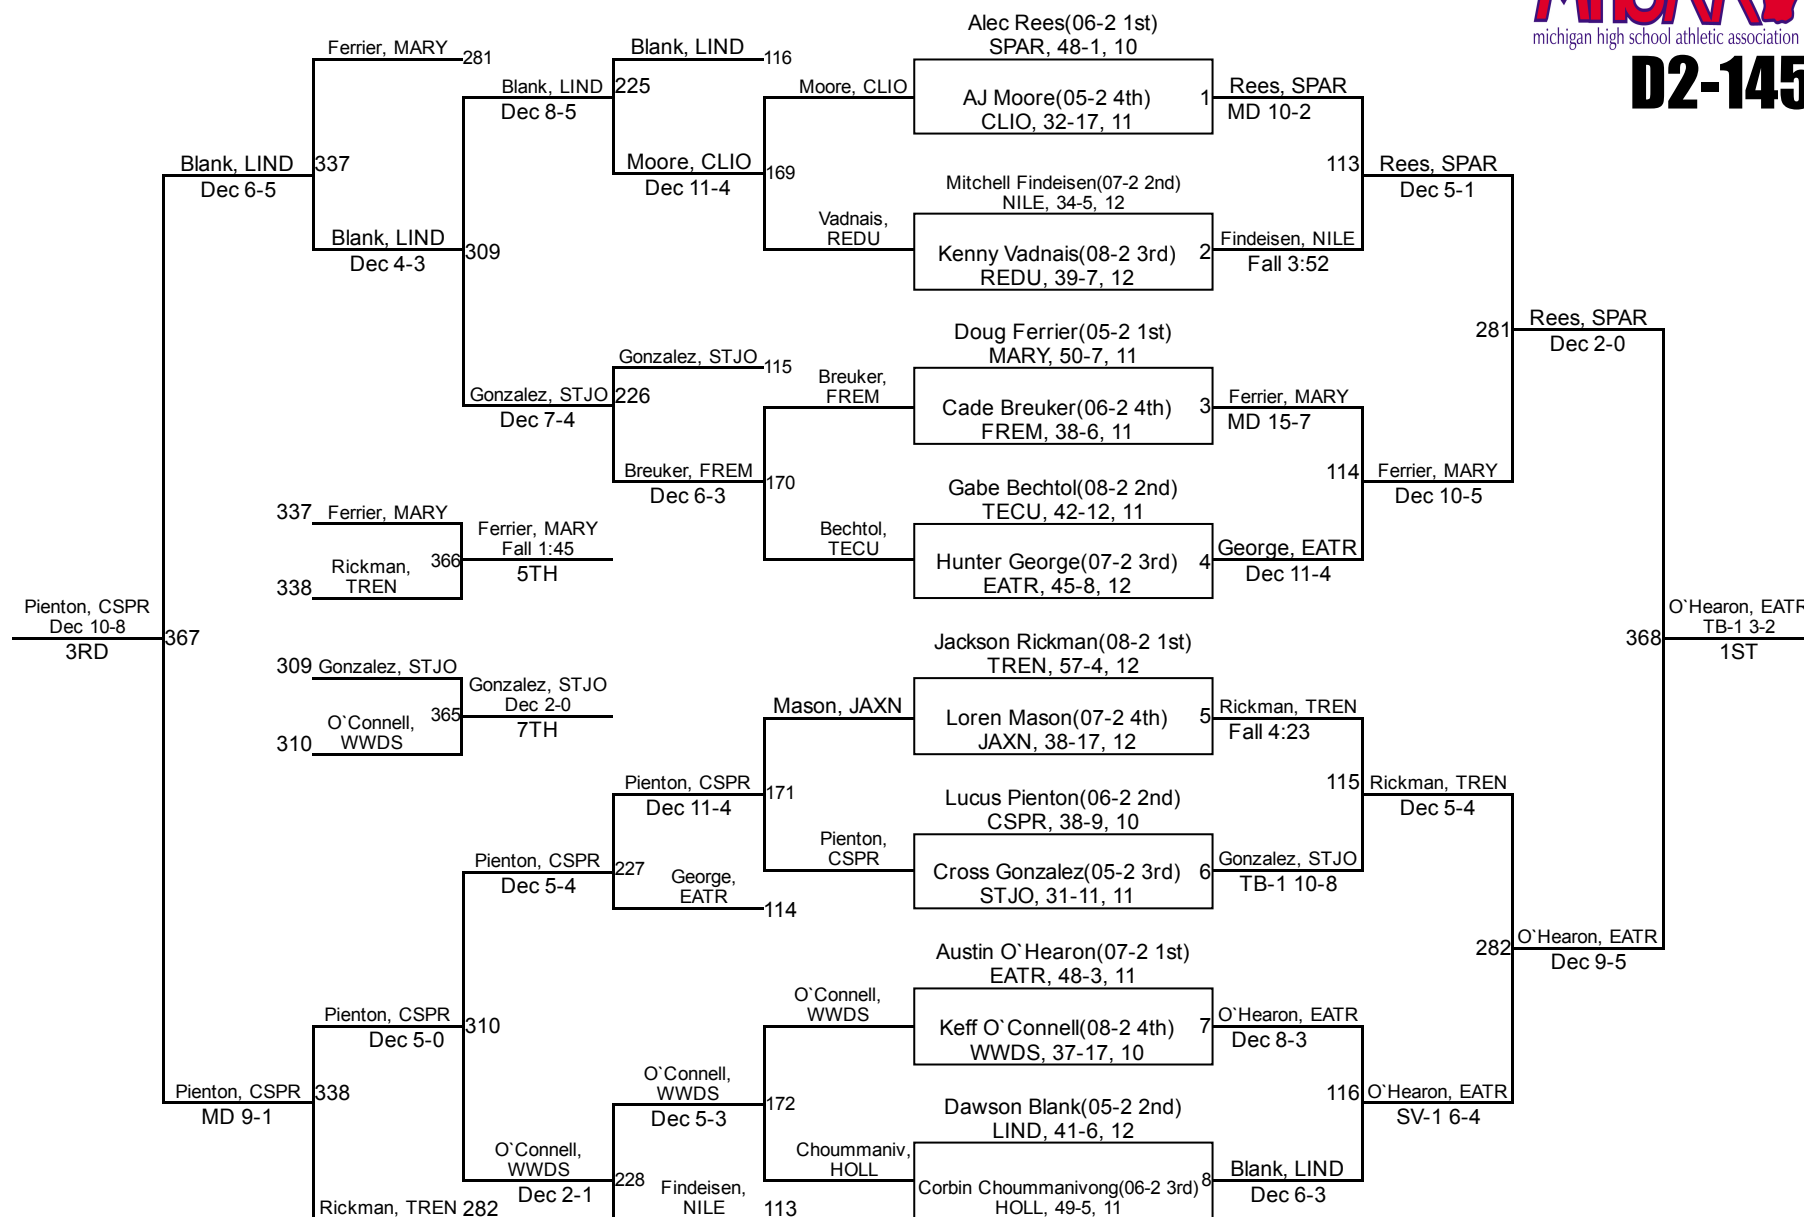 michigan high school athletic association
D2-145
Ferrier, MARY
281
Blank, LIND
Dec 8-5
225
Blank, LIND
116
Moore, CLIO
Dec 11-4
169
Moore, CLIO
Vadnais,
REDU
Blank, LIND
Dec 6-5
337
Blank, LIND
Dec 4-3
309
Gonzalez, STJO
115
Gonzalez, STJO
Dec 7-4
226
Breuker, FREM
Dec 6-3
170
Breuker,
FREM
Bechtol,
TECU
Alec Rees(06-2 1st)
SPAR, 48-1, 10
AJ Moore(05-2 4th)
CLIO, 32-17, 11
1
Rees, SPAR
MD 10-2
Mitchell Findeisen(07-2 2nd)
NILE, 34-5, 12
Kenny Vadnais(08-2 3rd)
REDU, 39-7, 12
2
Findeisen, NILE
Fall 3:52
113
Rees, SPAR
Dec 5-1
Doug Ferrier(05-2 1st)
MARY, 50-7, 11
Cade Breuker(06-2 4th)
FREM, 38-6, 11
3
Ferrier, MARY
MD 15-7
Gabe Bechtol(08-2 2nd)
TECU, 42-12, 11
Hunter George(07-2 3rd)
EATR, 45-8, 12
4
George, EATR
Dec 11-4
114
Ferrier, MARY
Dec 10-5
281
Rees, SPAR
Dec 2-0
337
Ferrier, MARY
338
Rickman,
TREN
366
Ferrier, MARY
Fall 1:45
5TH
Pienton, CSPR
Dec 10-8
3RD
367
309
Gonzalez, STJO
310
O`Connell,
WWDS
365
Gonzalez, STJO
Dec 2-0
7TH
368
O`Hearon, EATR
TB-1 3-2
1ST
Jackson Rickman(08-2 1st)
TREN, 57-4, 12
Mason, JAXN
Loren Mason(07-2 4th)
JAXN, 38-17, 12
5
Rickman, TREN
Fall 4:23
Pienton, CSPR
Dec 11-4
171
Lucus Pienton(06-2 2nd)
CSPR, 38-9, 10
Pienton,
CSPR
Cross Gonzalez(05-2 3rd)
STJO, 31-11, 11
6
Gonzalez, STJO
TB-1 10-8
115
Rickman, TREN
Dec 5-4
Pienton, CSPR
Dec 5-4
227
George,
EATR
114
Austin O`Hearon(07-2 1st)
EATR, 48-3, 11
O`Connell,
WWDS
Keff O`Connell(08-2 4th)
WWDS, 37-17, 10
7
O`Hearon, EATR
Dec 8-3
282
O`Hearon, EATR
Dec 9-5
Pienton, CSPR
Dec 5-0
310
Pienton, CSPR
MD 9-1
338
O`Connell,
WWDS
Dec 5-3
172
Dawson Blank(05-2 2nd)
LIND, 41-6, 12
Choummaniv,
HOLL
Corbin Choummanivong(06-2 3rd)
HOLL, 49-5, 11
8
Blank, LIND
Dec 6-3
116
O`Hearon, EATR
SV-1 6-4
O`Connell,
WWDS
Dec 2-1
228
Findeisen,
NILE
113
Rickman, TREN
282